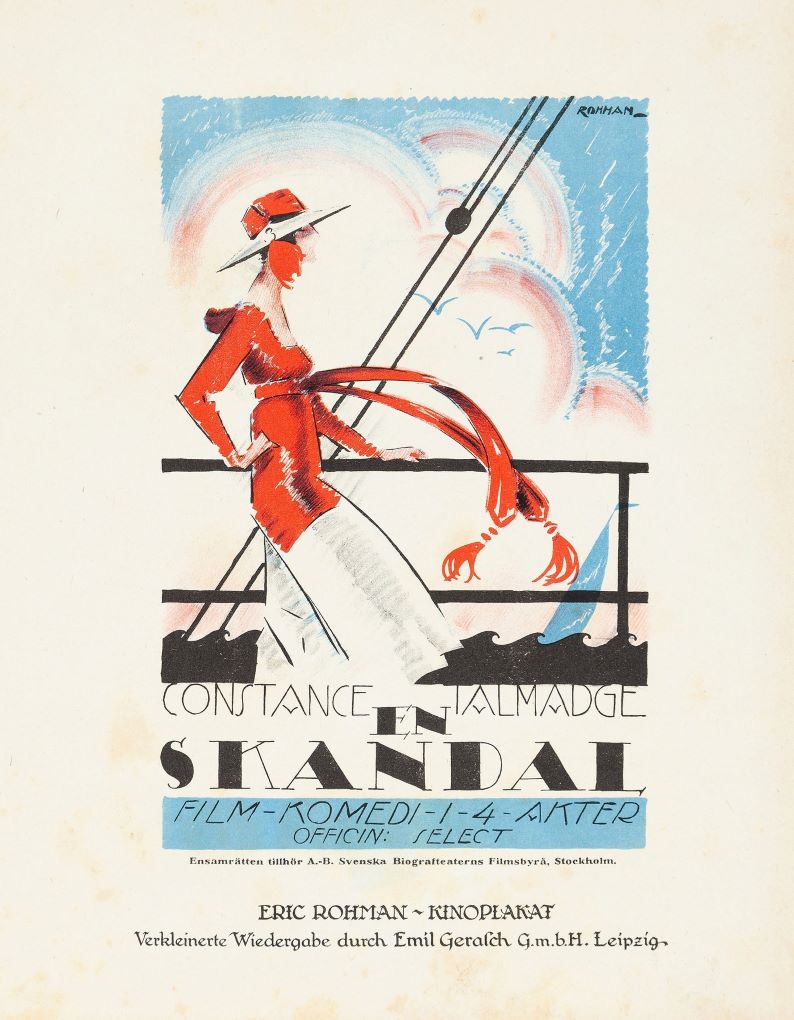 ROHMAN
CONSTANCE TALMADGE
EN
SKANDAL
FILM-KOMEDI-I-4-AKTER
OFFICIN: SELECT
Ensamrätten tillhör A.-B. Svenska Biografteaterns Filmsbyrå, Stockholm.
ERIC ROHMAN ~ KINOPLAKAT
Verkleinerte Wiedergabe durch Emil Gerasch G.m.b.H. Leipzig